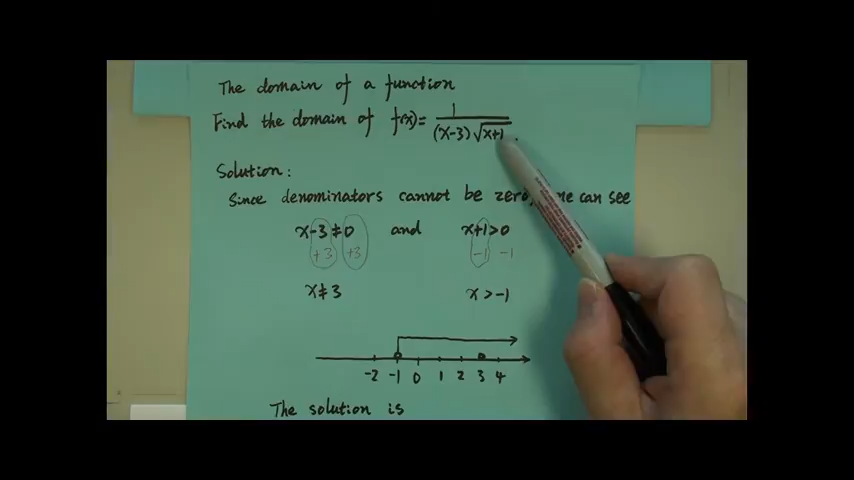 The domain of a function
Find the domain of f(x)= 1/((x-3)√(x+1)).
Solution:
Since denominators cannot be zero, can see
x-3≠0 and x+1>0
+3 +3 -1 -1
x≠3 x>-1
-2 -1 0 1 2 3 4
The solution is